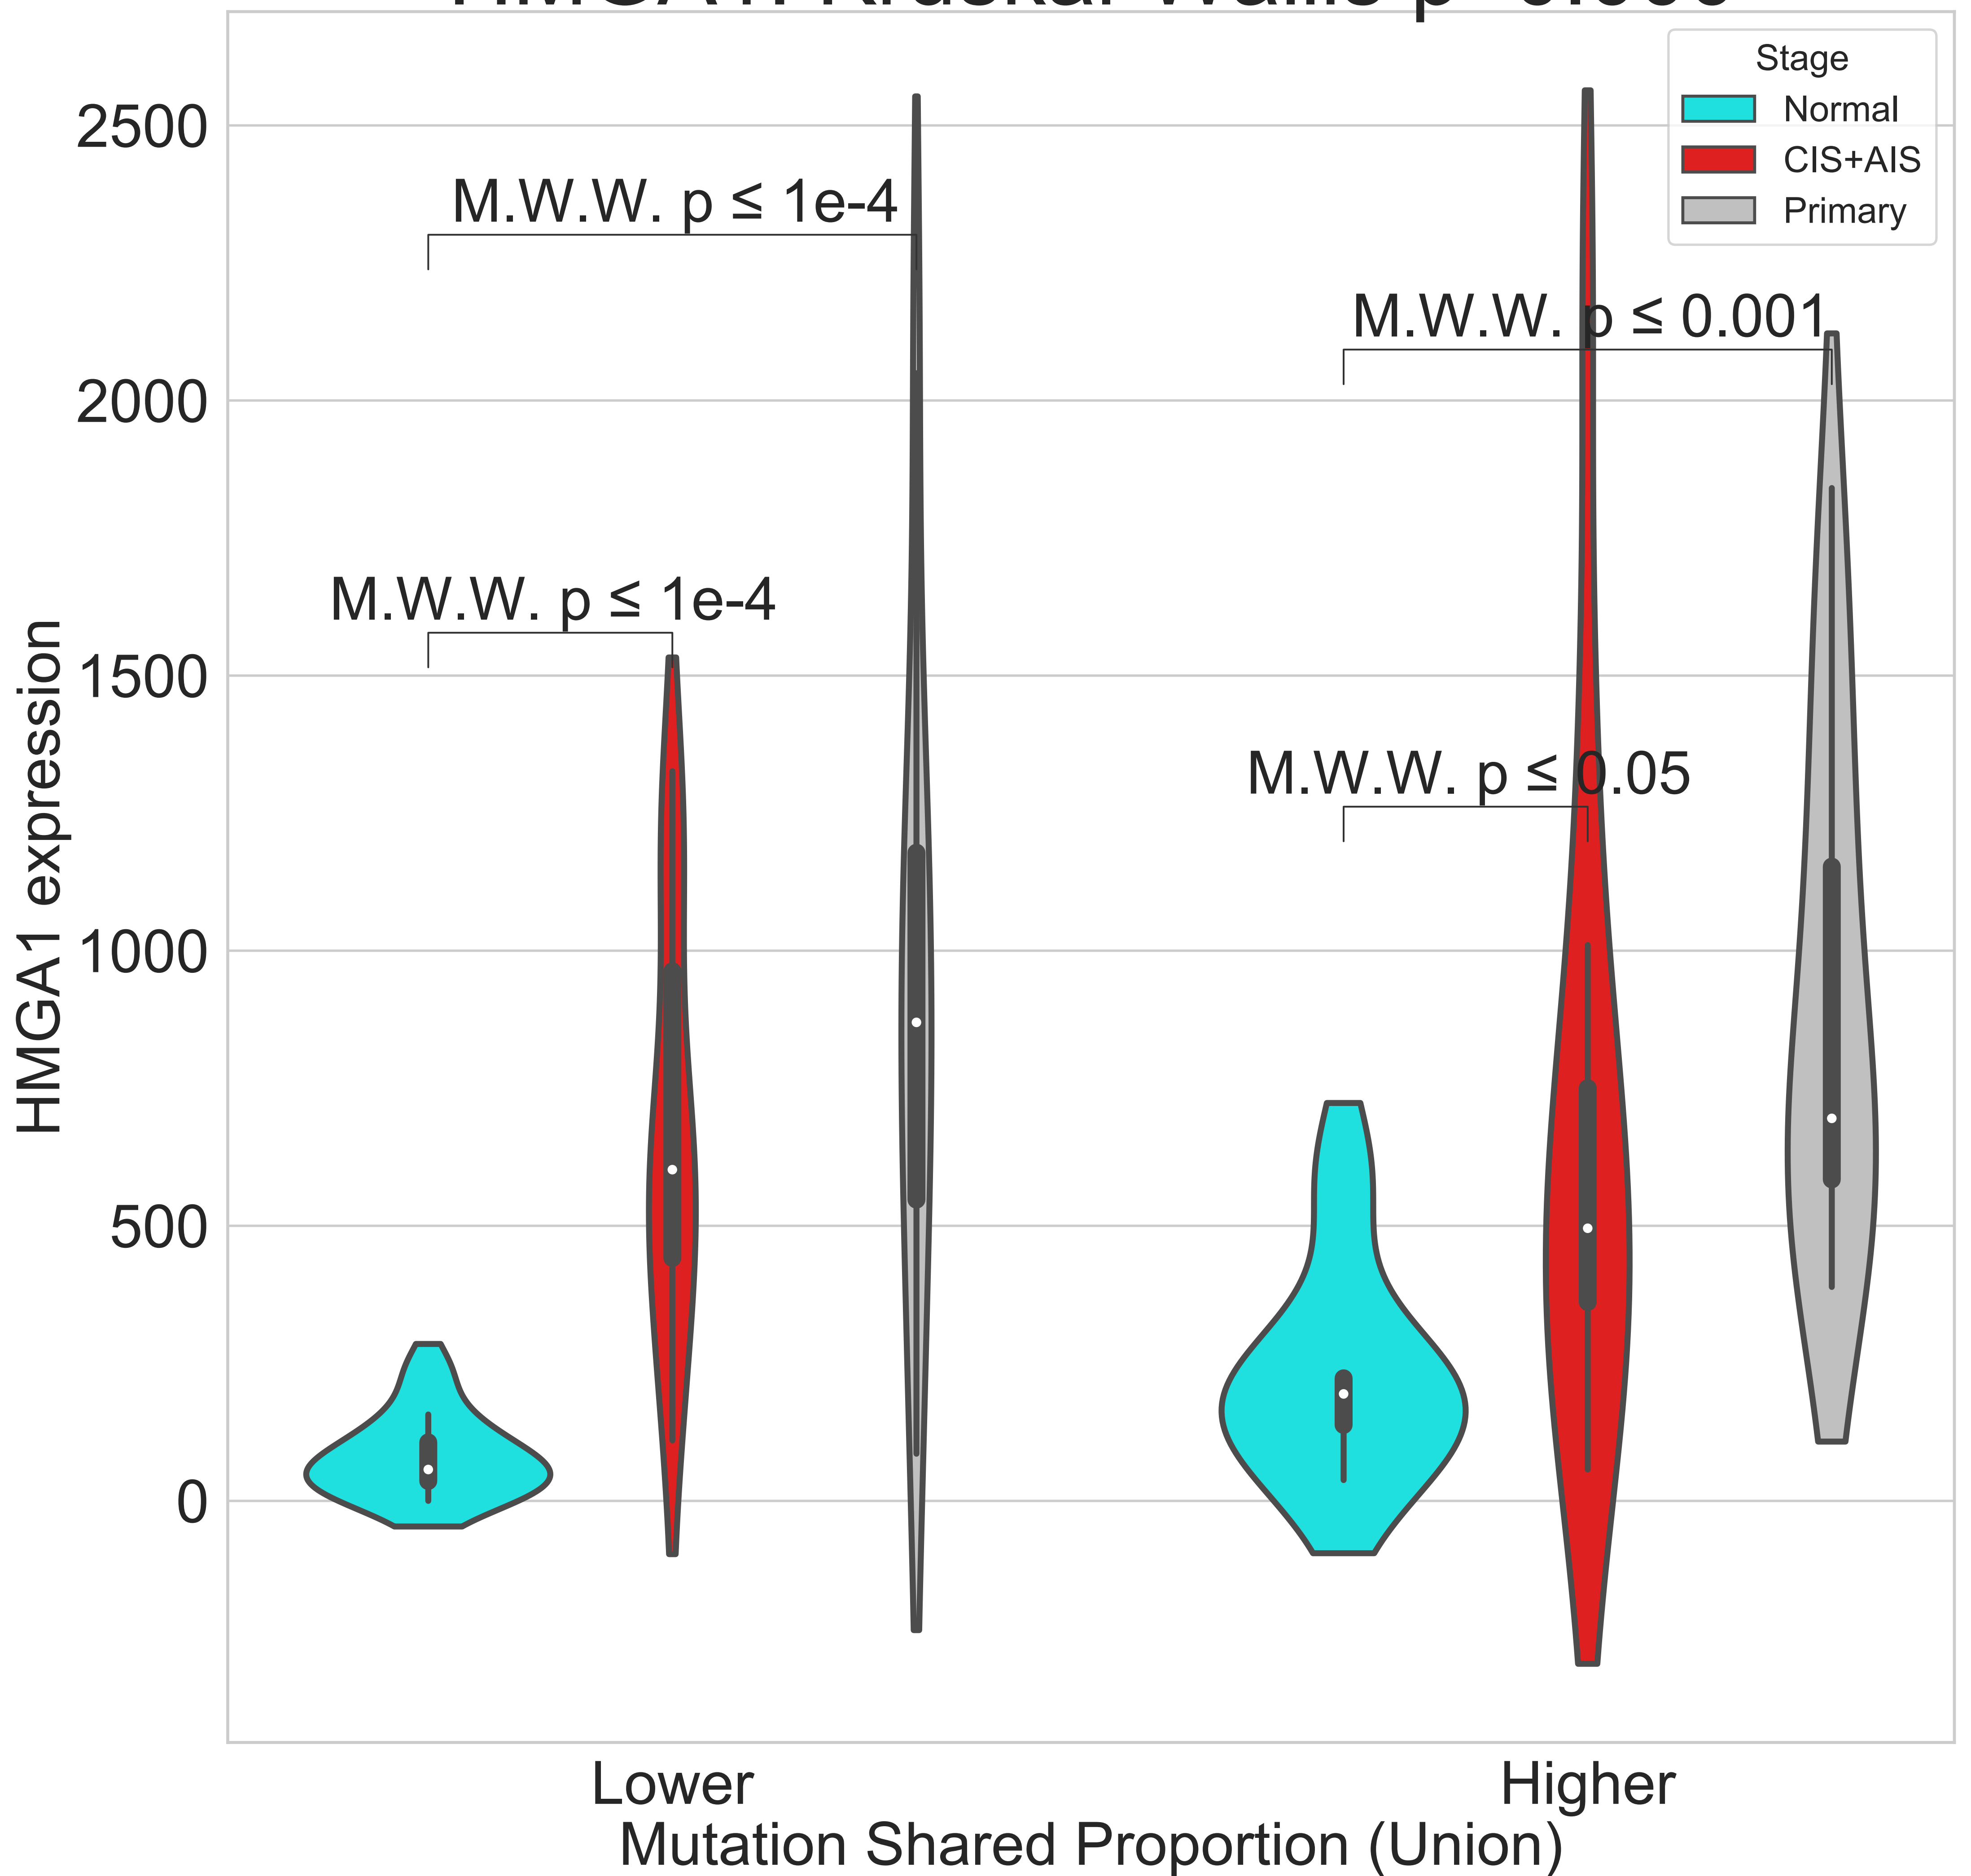 Stage
Normal
CIS+AIS
Primary
2500
2000
1500
1000
500
0
HMGA1 expression
M.W.W. p ≤ 1e-4
M.W.W. p ≤ 0.001
M.W.W. p ≤ 1e-4
M.W.W. p ≤ 0.05
Lower
Higher
Mutation Shared Proportion (Union)